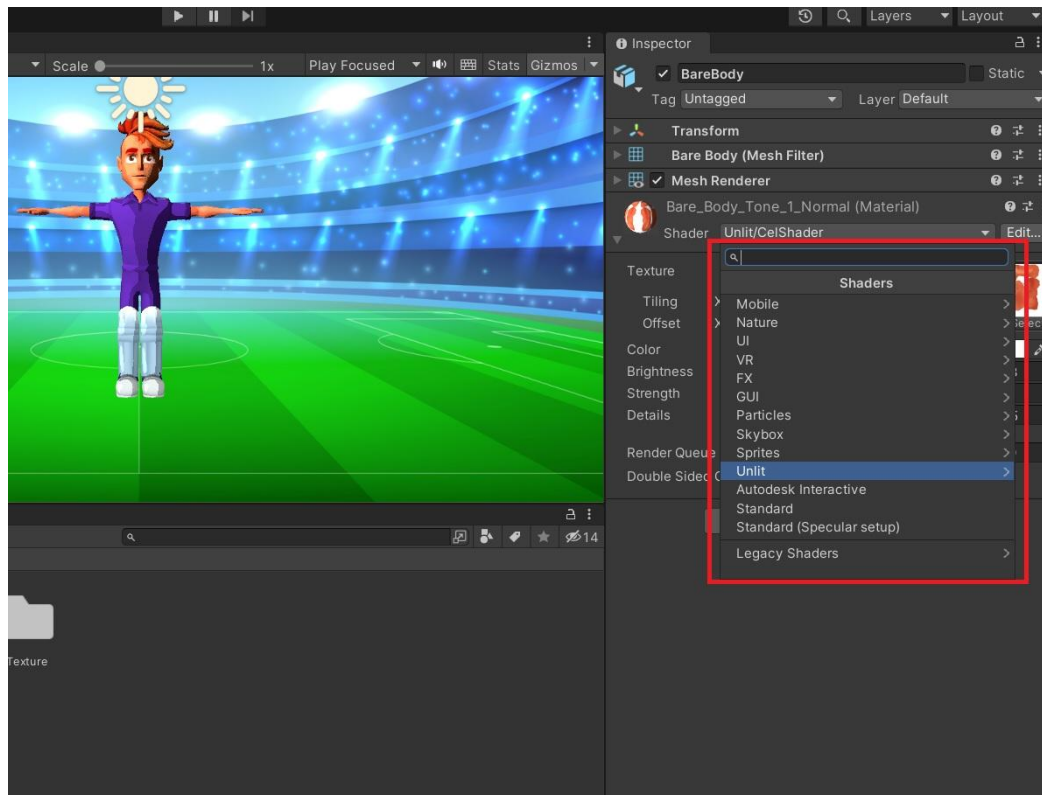 Layers Layout
Scale 1x Play Focused Stats Gizmos
Inspector
BareBody Static
Tag Untagged Layer Default
Transform
Bare Body (Mesh Filter)
Mesh Renderer
Bare_Body_Tone_1_Normal (Material)
Shader Unlit/CelShader Edit...
Texture
Tiling X
Offset X
Color
Brightness
Strength
Details
Render Queue
Double Sided
Shaders
Mobile
Nature
UI
VR
FX
GUI
Particles
Skybox
Sprites
Unlit
Autodesk Interactive
Standard
Standard (Specular setup)
Legacy Shaders
14
Texture